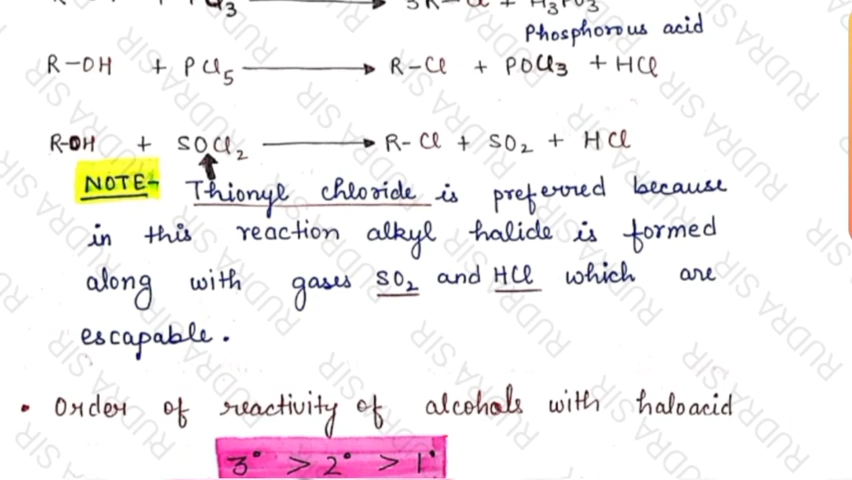 R-OH + PCl5 → R-Cl + POCl3 + HCl
Phosphorous acid
R-OH + SOCl2 → R-Cl + SO2 + HCl
NOTE- Thionyl chloride is preferred because
in this reaction alkyl halide is formed
along with gases SO2 and HCl which are
escapable.
• Order of reactivity of alcohols with haloacid
3° > 2° > 1°
RUDRA SIR